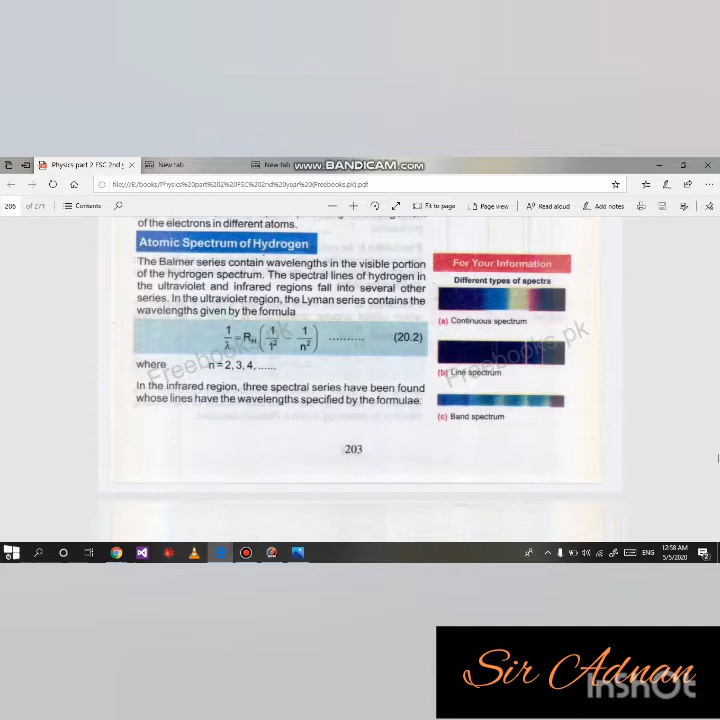 Physics part 2 FSC 2nd y
New tab
New tab
www.BANDICAM.com
file:///E:/books/Physics%20part%202%20FSC%202nd%20year%20(Freebooks.pk).pdf
206 of 271
Contents
Fit to page
Page view
Read aloud
Add notes
of the electrons in different atoms.
Atomic Spectrum of Hydrogen
The Balmer series contain wavelengths in the visible portion
of the hydrogen spectrum. The spectral lines of hydrogen in
the ultraviolet and infrared regions fall into several other
series. In the ultraviolet region, the Lyman series contains the
wavelengths given by the formula
1/λ = R_H (1/1² − 1/n²) .......... (20.2)
where n = 2, 3, 4, ......
In the infrared region, three spectral series have been found
whose lines have the wavelengths specified by the formulae:
203
For Your Information
Different types of spectra
(a) Continuous spectrum
(b) Line spectrum
(c) Band spectrum
Freebooks.pk
Freebooks.pk
ENG
12:58 AM
5/5/2020
2
Sir Adnan
InShOt